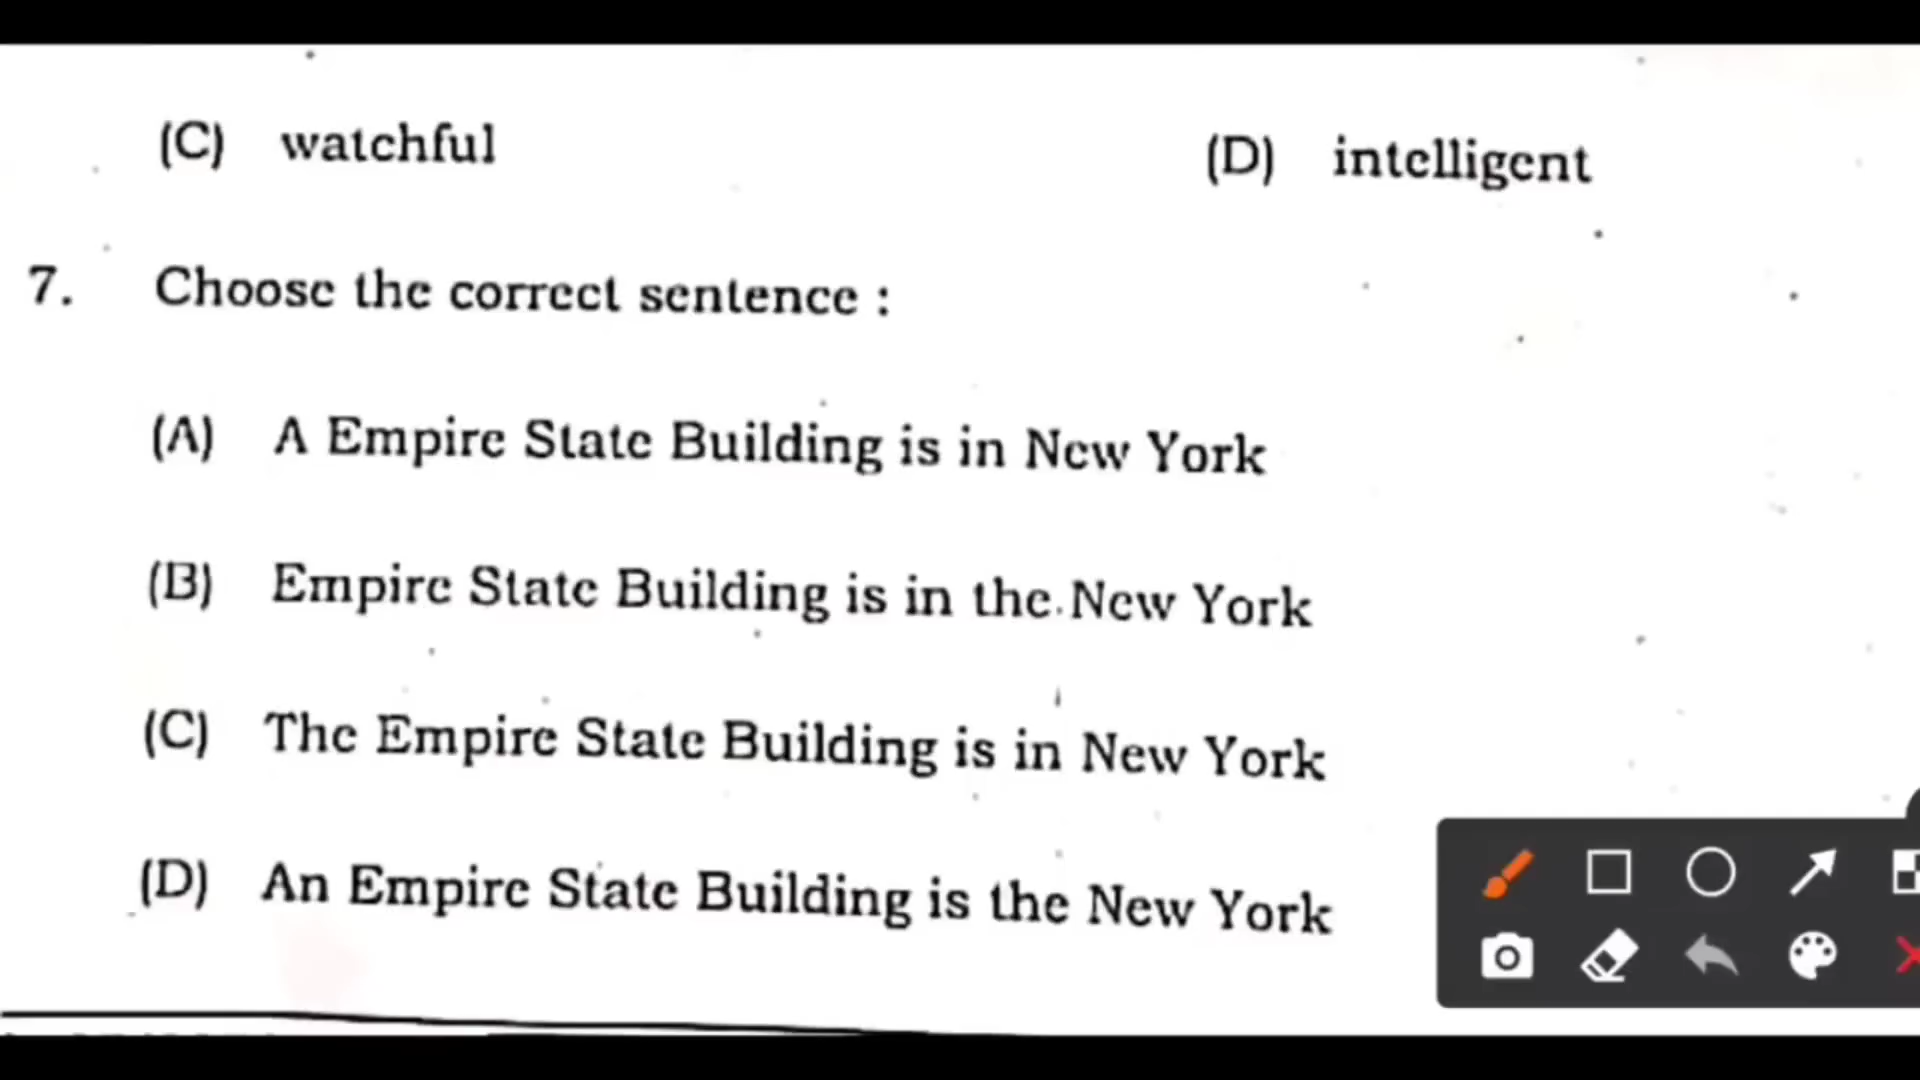 (C) watchful (D) intelligent
7. Choose the correct sentence :
(A) A Empire State Building is in New York
(B) Empire State Building is in the New York
(C) The Empire State Building is in New York
(D) An Empire State Building is the New York